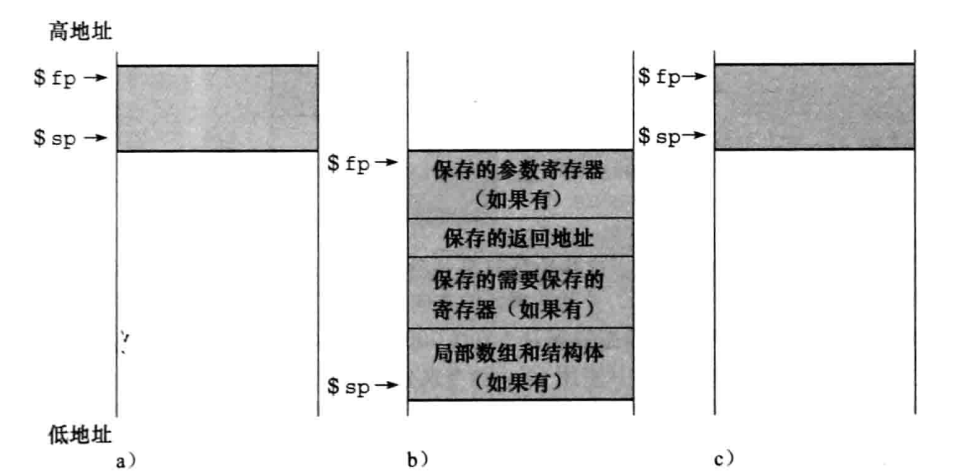 高地址
$fp
$sp
$fp
保存的参数寄存器
(如果有)
保存的返回地址
保存的需要保存的
寄存器(如果有)
局部数组和结构体
(如果有)
$sp
$fp
$sp
低地址
a)
b)
c)